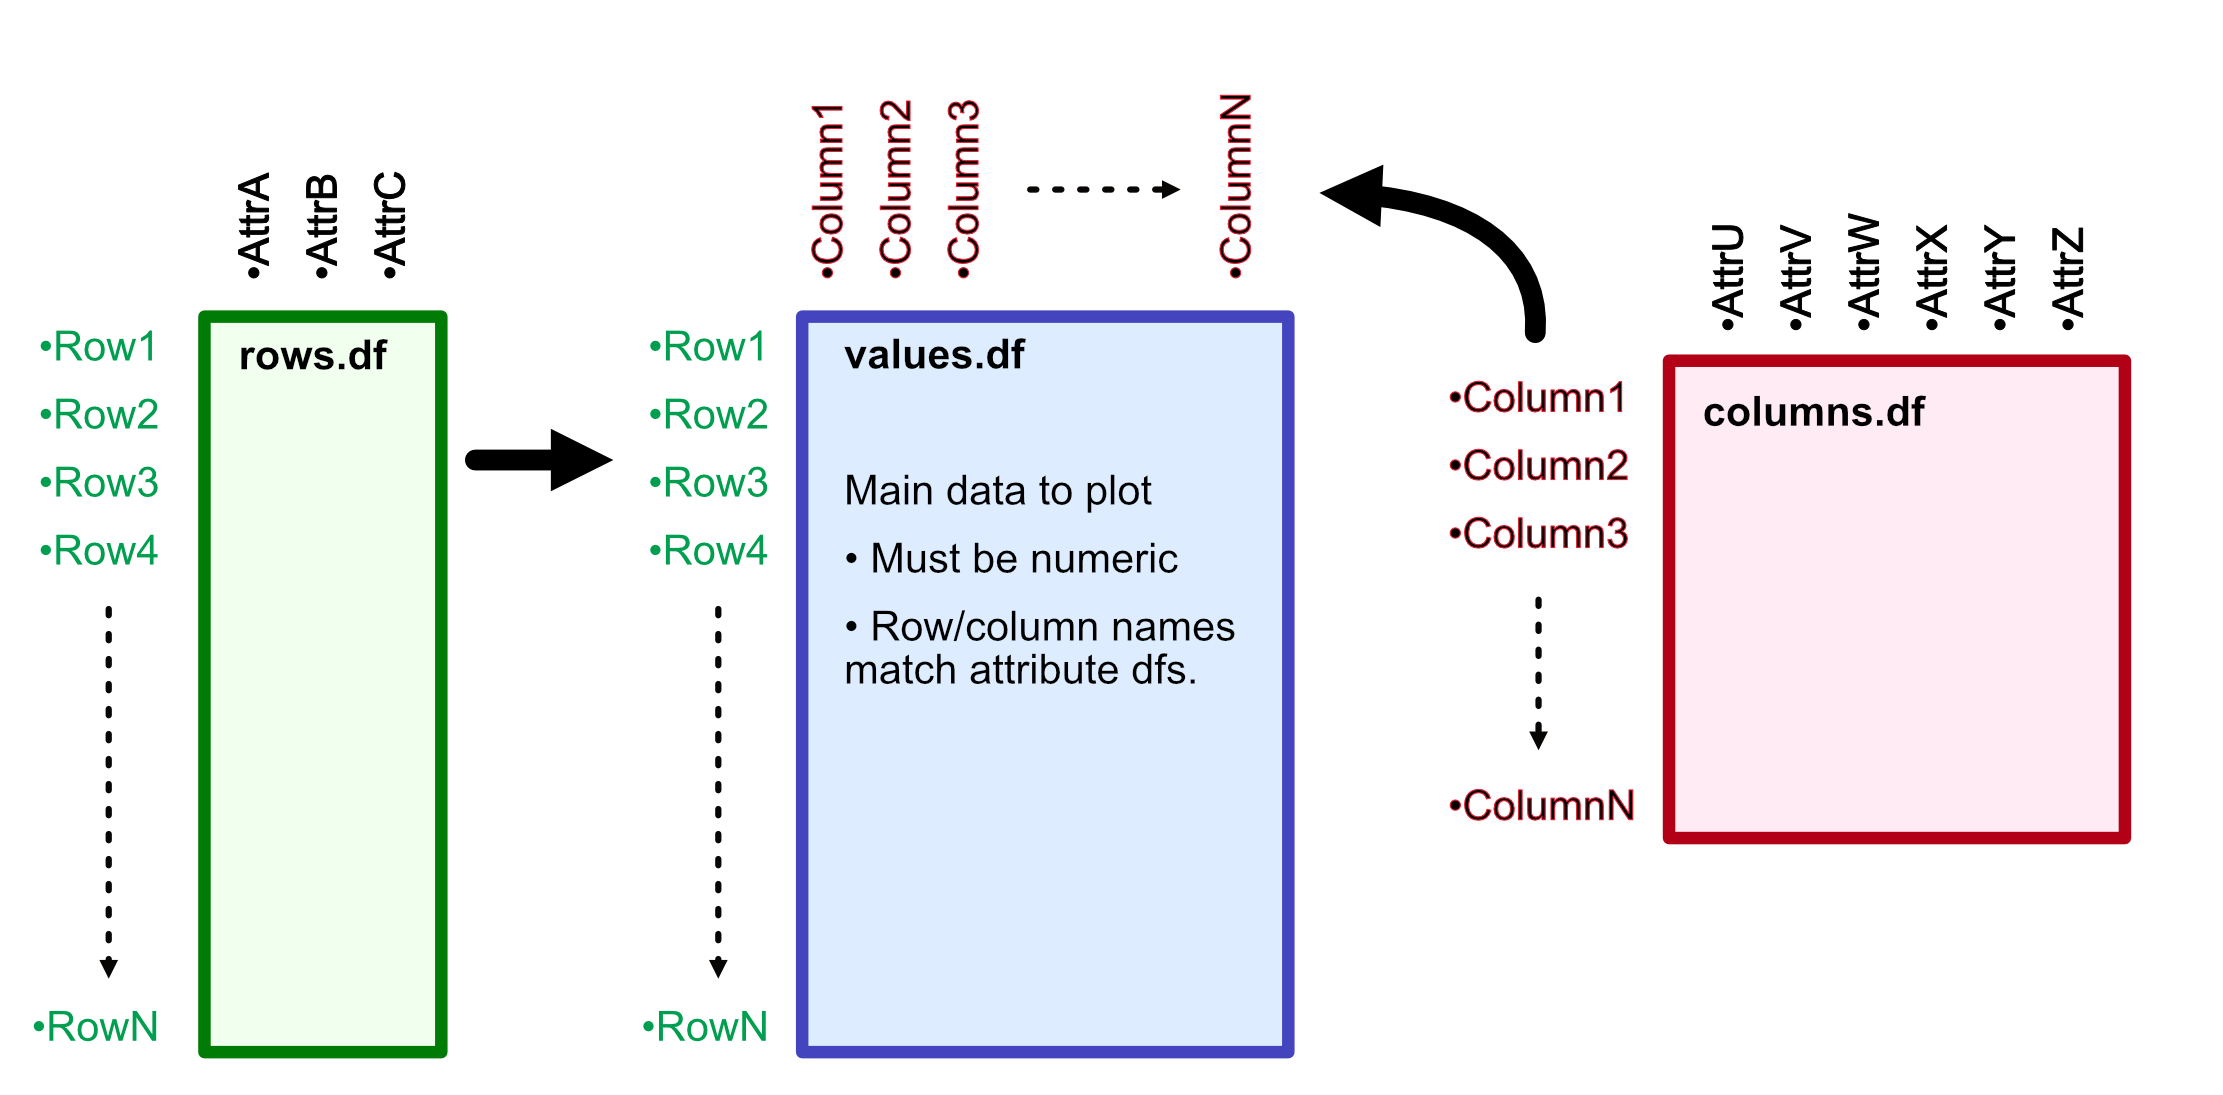 •AttrA
•AttrB
•AttrC
•Row1
•Row2
•Row3
•Row4
•RowN
rows.df
•Column1
•Column2
•Column3
•ColumnN
•Row1
•Row2
•Row3
•Row4
•RowN
values.df
Main data to plot
• Must be numeric
• Row/column names
match attribute dfs.
•AttrU
•AttrV
•AttrW
•AttrX
•AttrY
•AttrZ
•Column1
•Column2
•Column3
•ColumnN
columns.df